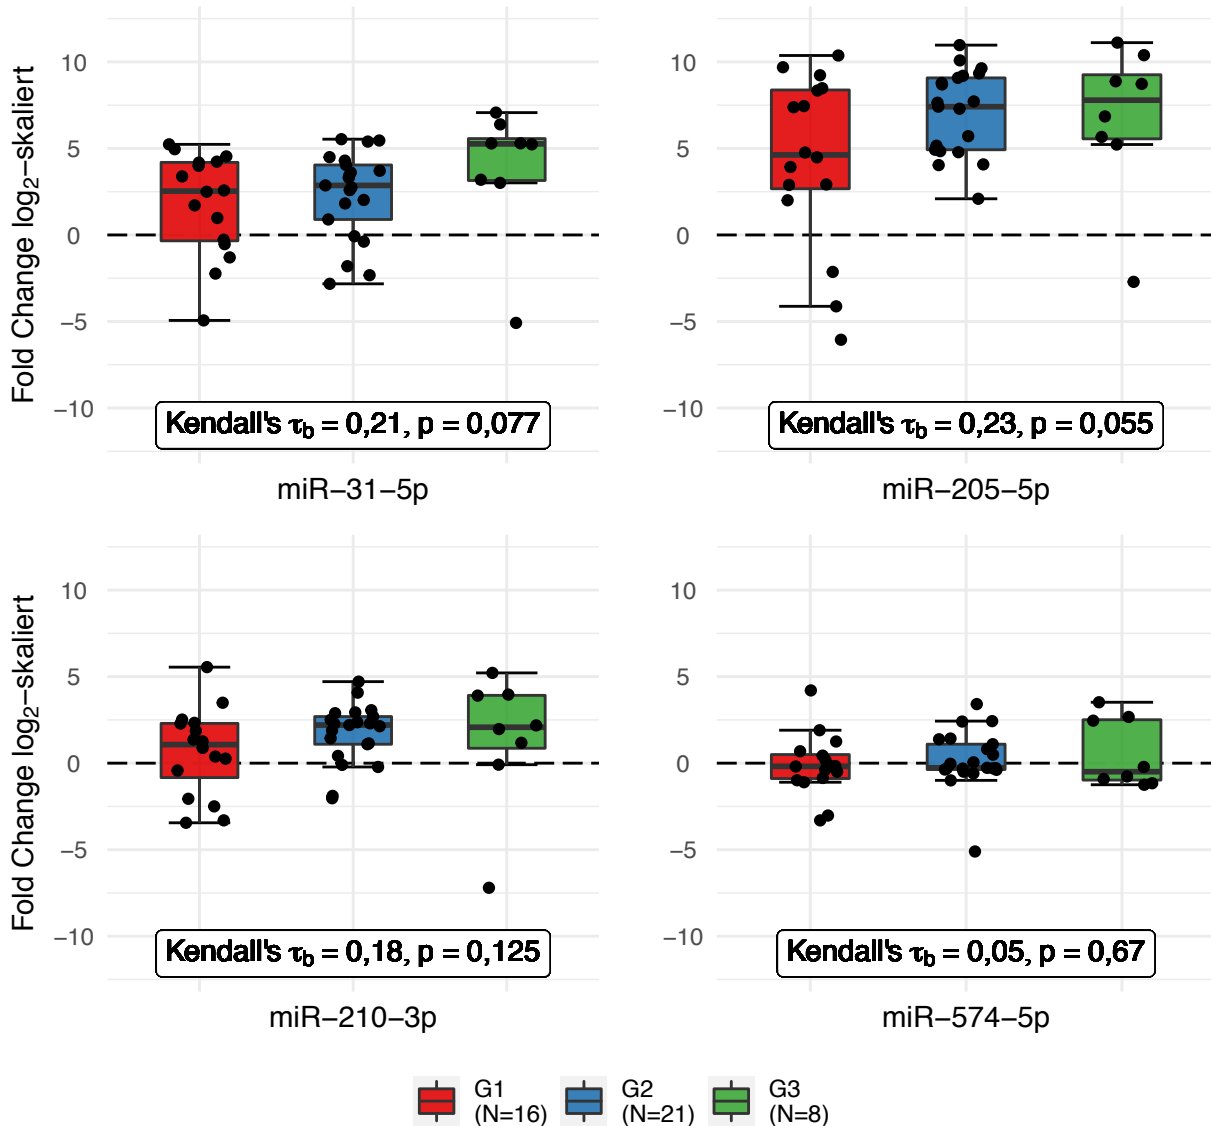 Fold Change log₂−skaliert
10
5
0
−5
−10
Kendall's τb = 0,21, p = 0,077
miR−31−5p
10
5
0
−5
−10
Kendall's τb = 0,23, p = 0,055
miR−205−5p
Fold Change log₂−skaliert
10
5
0
−5
−10
Kendall's τb = 0,18, p = 0,125
miR−210−3p
10
5
0
−5
−10
Kendall's τb = 0,05, p = 0,67
miR−574−5p
G1
(N=16)
G2
(N=21)
G3
(N=8)